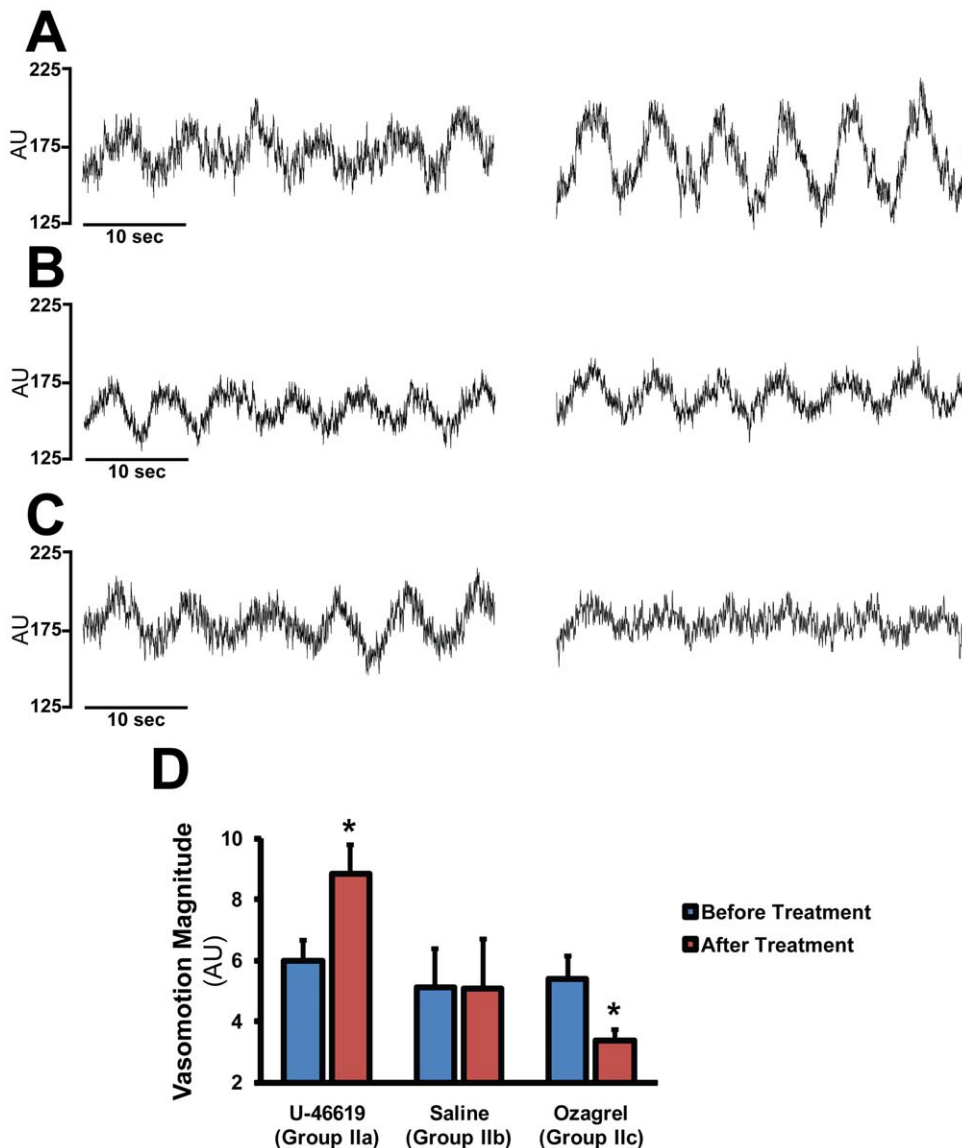 A
225
175
125
AU
10 sec
B
225
175
125
AU
10 sec
C
225
175
125
AU
10 sec
D
Vasomotion Magnitude
(AU)
10
8
6
4
2
*
*
U-46619
(Group IIa)
Saline
(Group IIb)
Ozagrel
(Group IIc)
Before Treatment
After Treatment